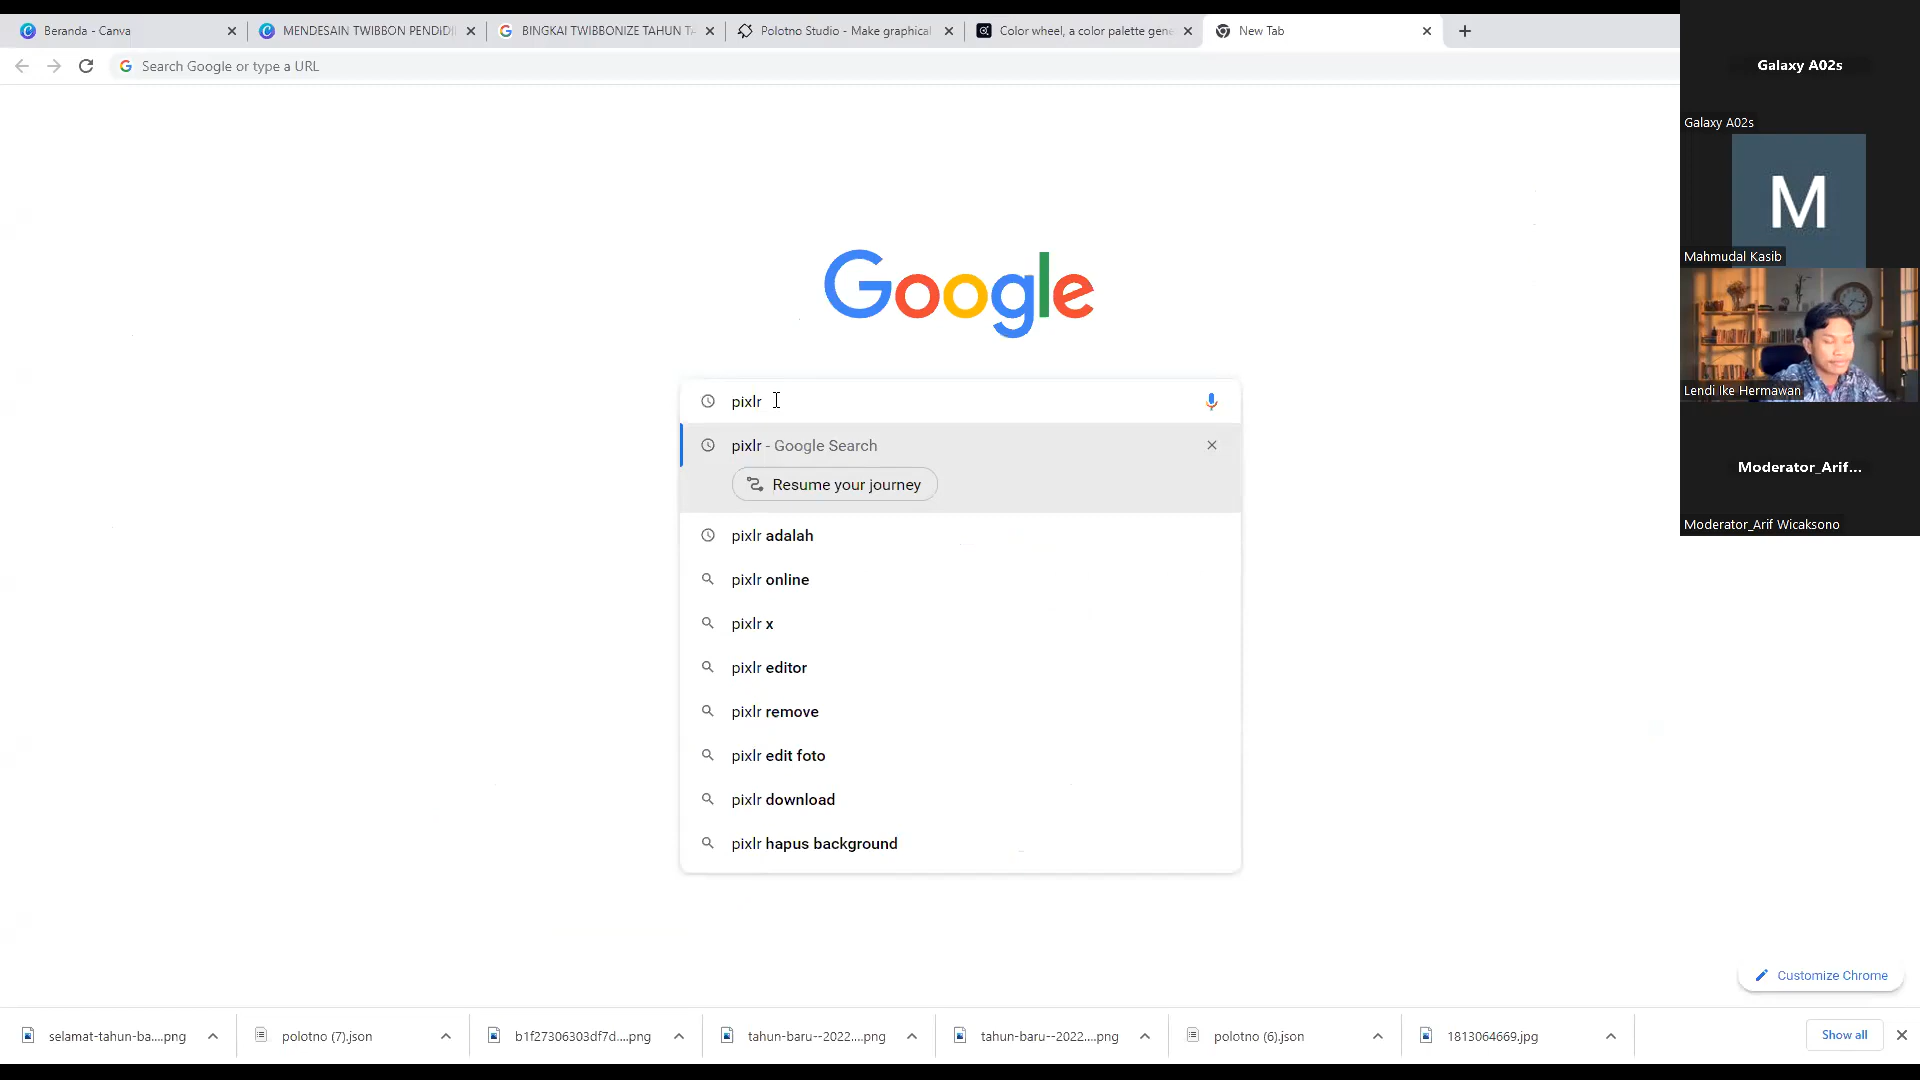 Beranda - Canva
MENDESAIN TWIBBON PENDIDI
BINGKAI TWIBBONIZE TAHUN TA
Polotno Studio - Make graphical
Color wheel, a color palette gene
New Tab
Search Google or type a URL
Galaxy A02s
Galaxy A02s
M
Mahmudal Kasib
Lendi Ike Hermawan
Moderator_Arif...
Moderator_Arif Wicaksono
Google
pixlr
pixlr - Google Search
Resume your journey
pixlr adalah
pixlr online
pixlr x
pixlr editor
pixlr remove
pixlr edit foto
pixlr download
pixlr hapus background
Customize Chrome
selamat-tahun-ba....png
polotno (7).json
b1f27306303df7d....png
tahun-baru--2022....png
tahun-baru--2022....png
polotno (6).json
1813064669.jpg
Show all